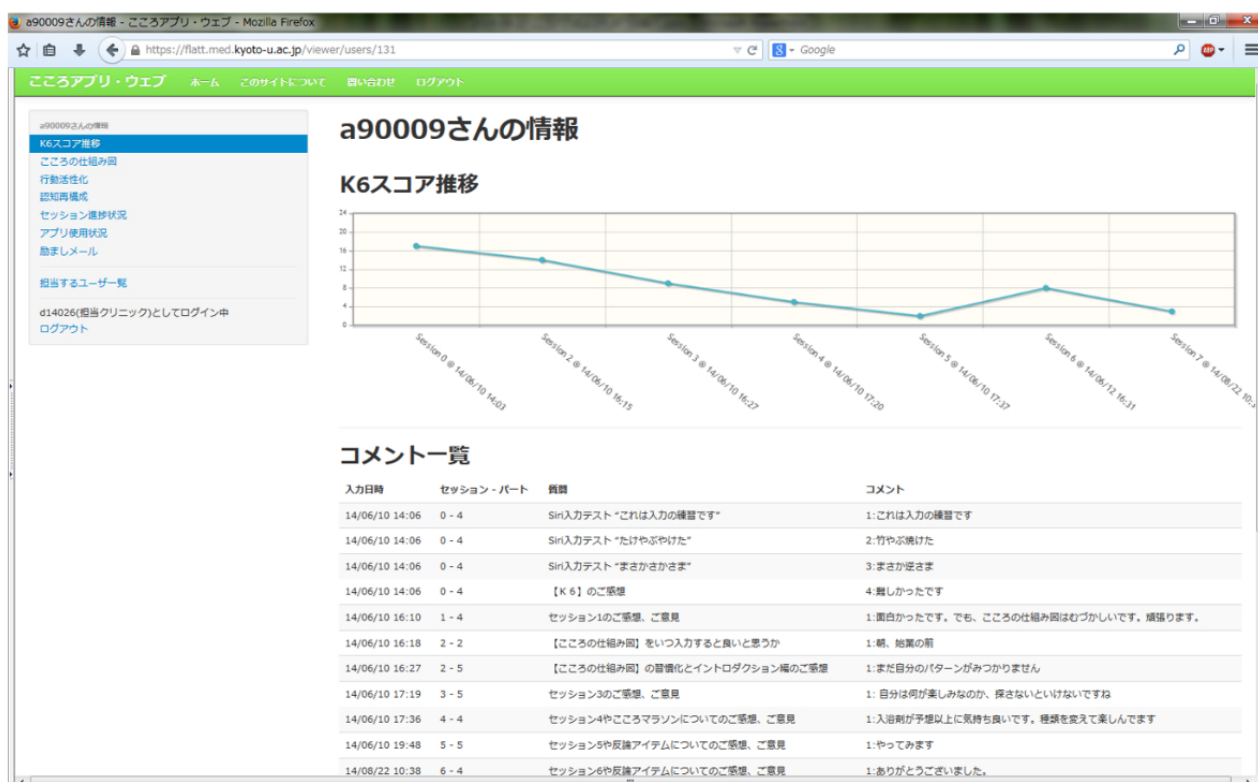 a90009さんの情報 - こころアプリ・ウェブ - Mozilla Firefox
https://flatt.med.kyoto-u.ac.jp/viewer/users/131
Google
こころアプリ・ウェブ ホーム このサイトについて 問い合わせ ログアウト
a90009さんの情報
K6スコア推移
こころの仕組み図
行動活性化
認知再構成
セッション進捗状況
アプリ使用状況
励ましメール
担当するユーザ一覧
d14026(担当クリニック)としてログイン中
ログアウト
a90009さんの情報
K6スコア推移
24
20
16
12
8
4
0
Session 0 @ 14/06/10 14:03
Session 2 @ 14/06/10 16:15
Session 3 @ 14/06/10 16:27
Session 4 @ 14/06/10 17:20
Session 5 @ 14/06/10 17:37
Session 6 @ 14/06/12 16:31
Session 7 @ 14/08/22 10:
コメント一覧
入力日時 セッション - パート 質問 コメント
14/06/10 14:06 0 - 4 Siri入力テスト “これは入力の練習です” 1:これは入力の練習です
14/06/10 14:06 0 - 4 Siri入力テスト “たけやぶやけた” 2:竹やぶ焼けた
14/06/10 14:06 0 - 4 Siri入力テスト “まさかさかさま” 3:まさか逆さま
14/06/10 14:06 0 - 4 【K 6】のご感想 4:難しかったです
14/06/10 16:10 1 - 4 セッション1のご感想、ご意見 1:面白かったです。でも、こころの仕組み図はむづかしいです。頑張ります。
14/06/10 16:18 2 - 2 【こころの仕組み図】をいつ入力すると良いと思うか 1:朝、始業の前
14/06/10 16:27 2 - 5 【こころの仕組み図】の習慣化とイントロダクション編のご感想 1:まだ自分のパターンがみつかりません
14/06/10 17:19 3 - 5 セッション3のご感想、ご意見 1: 自分は何が楽しみなのか、探さないといけないですね
14/06/10 17:36 4 - 4 セッション4やこころマラソンについてのご感想、ご意見 1:入浴剤が予想以上に気持ち良いです。種類を変えて楽しんでます
14/06/10 19:48 5 - 5 セッション5や反論アイテムについてのご感想、ご意見 1:やってみます
14/08/22 10:38 6 - 4 セッション6や反論アイテムについてのご感想、ご意見 1:ありがとうございました。